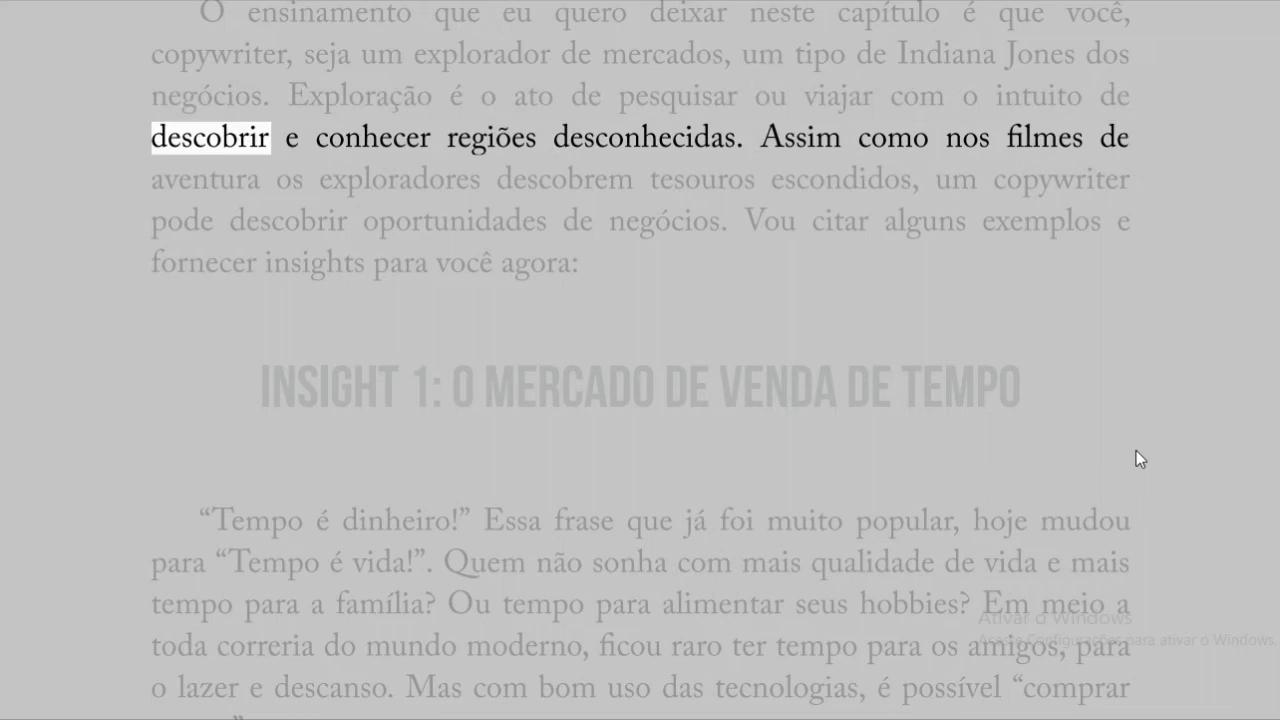 O ensinamento que eu quero deixar neste capítulo é que você,
copywriter, seja um explorador de mercados, um tipo de Indiana Jones dos
negócios. Exploração é o ato de pesquisar ou viajar com o intuito de
descobrir e conhecer regiões desconhecidas. Assim como nos filmes de
aventura os exploradores descobrem tesouros escondidos, um copywriter
pode descobrir oportunidades de negócios. Vou citar alguns exemplos e
fornecer insights para você agora:
INSIGHT 1: O MERCADO DE VENDA DE TEMPO
“Tempo é dinheiro!” Essa frase que já foi muito popular, hoje mudou
para “Tempo é vida!”. Quem não sonha com mais qualidade de vida e mais
tempo para a família? Ou tempo para alimentar seus hobbies? Em meio a
toda correria do mundo moderno, ficou raro ter tempo para os amigos, para
o lazer e descanso. Mas com bom uso das tecnologias, é possível “comprar
Ativar o Windows
Acesse Configurações para ativar o Windows.